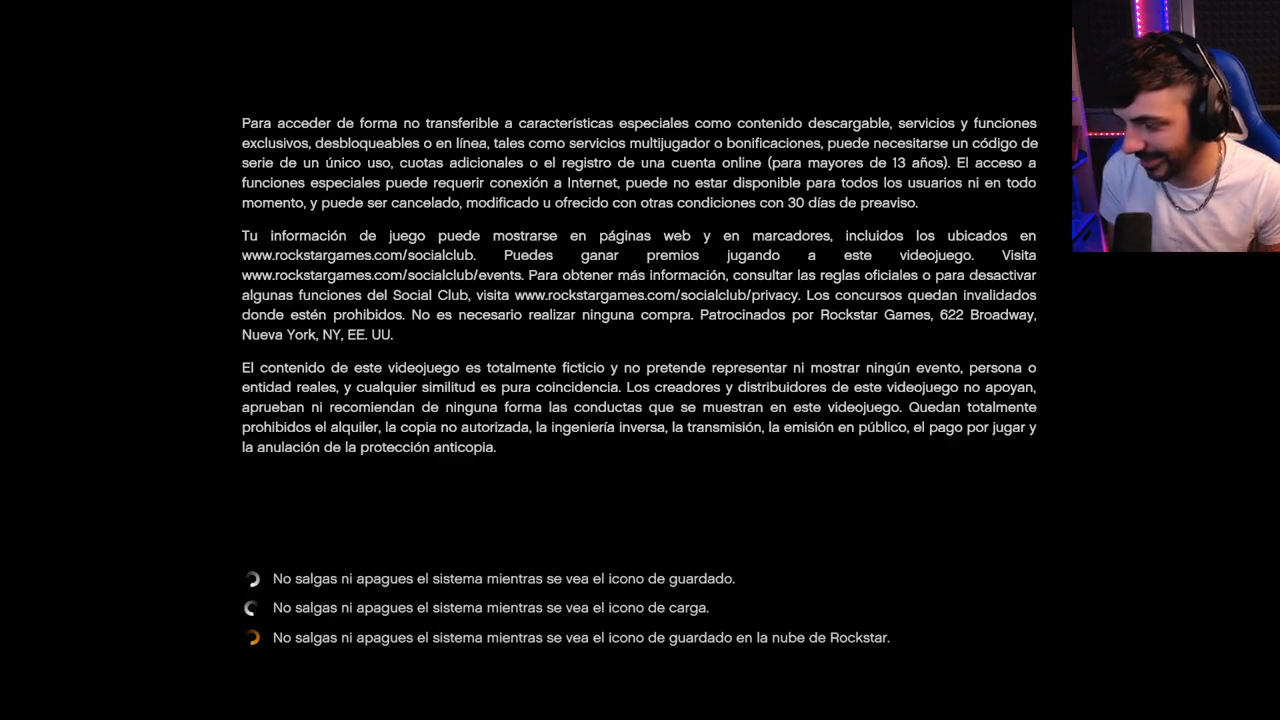 Para acceder de forma no transferible a características especiales como contenido descargable, servicios y funciones
exclusivos, desbloqueables o en línea, tales como servicios multijugador o bonificaciones, puede necesitarse un código de
serie de un único uso, cuotas adicionales o el registro de una cuenta online (para mayores de 13 años). El acceso a
funciones especiales puede requerir conexión a Internet, puede no estar disponible para todos los usuarios ni en todo
momento, y puede ser cancelado, modificado u ofrecido con otras condiciones con 30 días de preaviso.
Tu información de juego puede mostrarse en páginas web y en marcadores, incluidos los ubicados en
www.rockstargames.com/socialclub. Puedes ganar premios jugando a este videojuego. Visita
www.rockstargames.com/socialclub/events. Para obtener más información, consultar las reglas oficiales o para desactivar
algunas funciones del Social Club, visita www.rockstargames.com/socialclub/privacy. Los concursos quedan invalidados
donde estén prohibidos. No es necesario realizar ninguna compra. Patrocinados por Rockstar Games, 622 Broadway,
Nueva York, NY, EE. UU.
El contenido de este videojuego es totalmente ficticio y no pretende representar ni mostrar ningún evento, persona o
entidad reales, y cualquier similitud es pura coincidencia. Los creadores y distribuidores de este videojuego no apoyan,
aprueban ni recomiendan de ninguna forma las conductas que se muestran en este videojuego. Quedan totalmente
prohibidos el alquiler, la copia no autorizada, la ingeniería inversa, la transmisión, la emisión en público, el pago por jugar y
la anulación de la protección anticopia.
No salgas ni apagues el sistema mientras se vea el icono de guardado.
No salgas ni apagues el sistema mientras se vea el icono de carga.
No salgas ni apagues el sistema mientras se vea el icono de guardado en la nube de Rockstar.